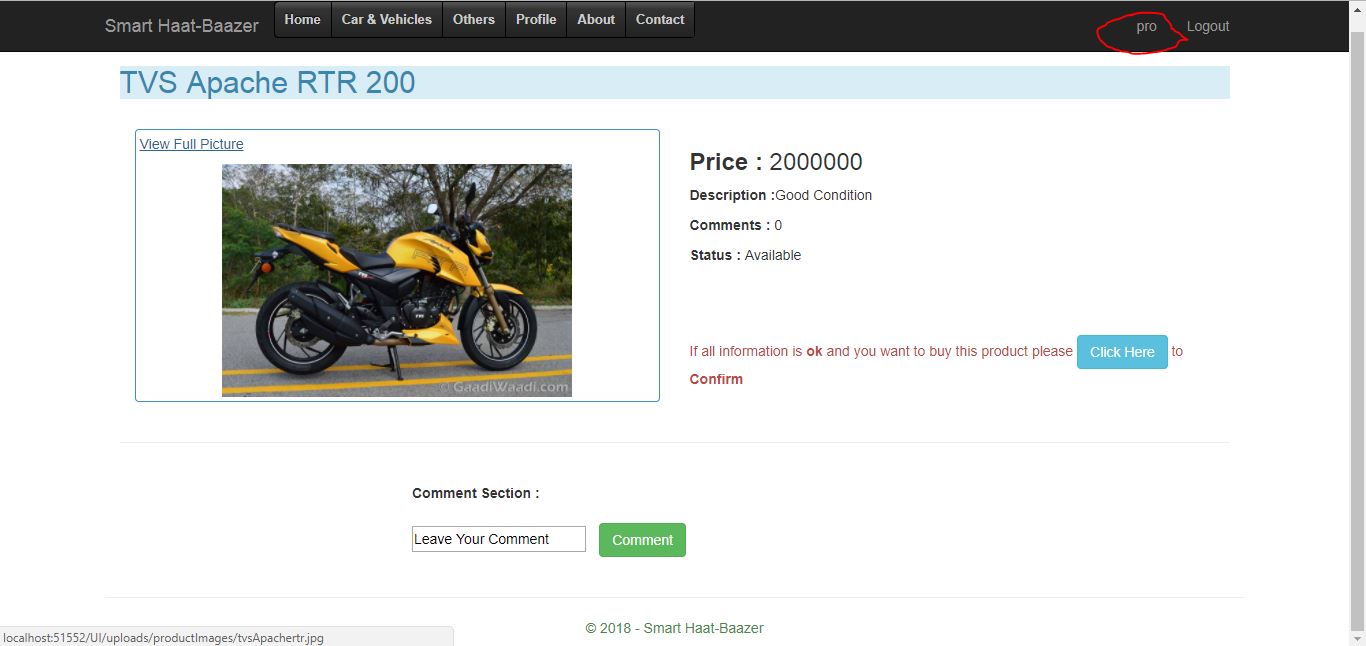 Smart Haat-Baazer Home Car & Vehicles Others Profile About Contact pro Logout
TVS Apache RTR 200
View Full Picture
© GaadiWaadi.com
Price : 2000000
Description :Good Condition
Comments : 0
Status : Available
If all information is ok and you want to buy this product please Click Here to
Confirm
Comment Section :
Leave Your Comment Comment
© 2018 - Smart Haat-Baazer
localhost:51552/UI/uploads/productImages/tvsApachertr.jpg